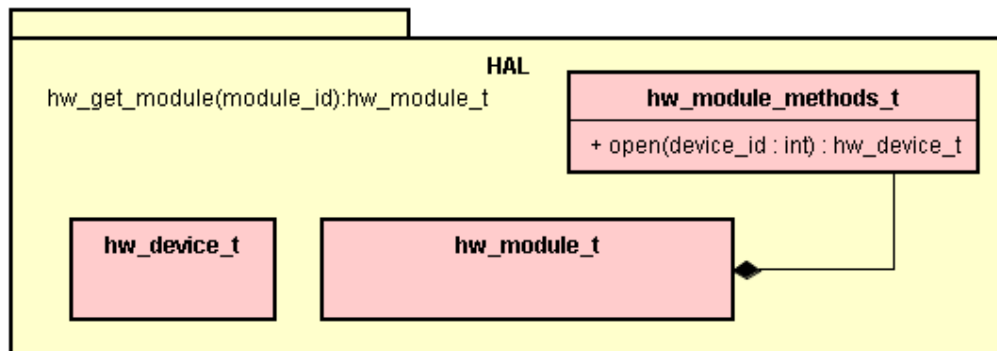 HAL
hw_get_module(module_id):hw_module_t
hw_module_methods_t
+ open(device_id : int) : hw_device_t
hw_device_t
hw_module_t